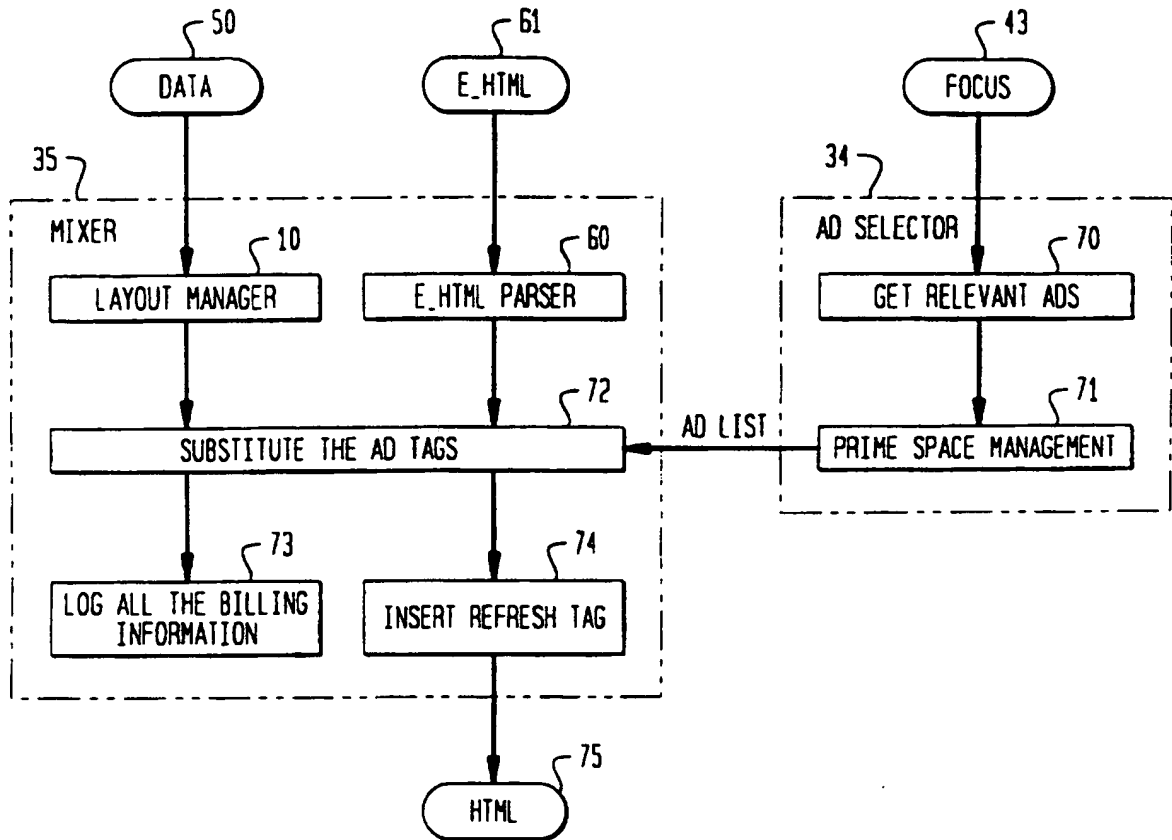 50
61
43
DATA
E_HTML
FOCUS
35
34
MIXER
AD SELECTOR
10
60
70
LAYOUT MANAGER
E_HTML PARSER
GET RELEVANT ADS
72
71
AD LIST
SUBSTITUTE THE AD TAGS
PRIME SPACE MANAGEMENT
73
74
LOG ALL THE BILLING
INFORMATION
INSERT REFRESH TAG
75
HTML